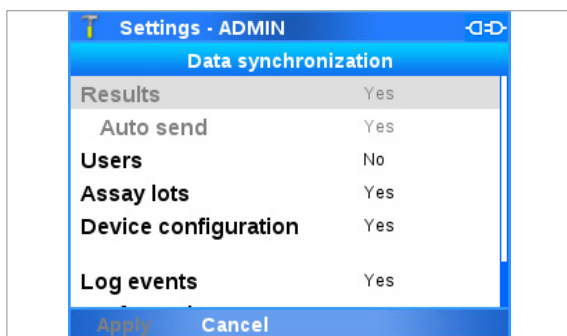 Settings - ADMIN
Data synchronization
Results Yes
Auto send Yes
Users No
Assay lots Yes
Device configuration Yes
Log events Yes
Apply Cancel